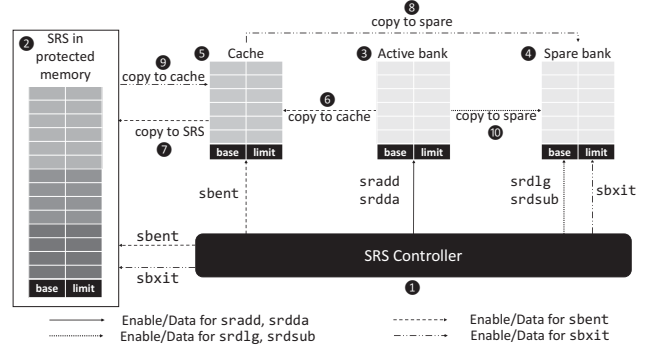 8
copy to spare
2 SRS in
protected
memory
5 Cache
3 Active bank
4 Spare bank
9
copy to cache
6
copy to cache
copy to spare
10
copy to SRS
7
base limit
base limit
base limit
sbent
sradd
srdda
srdlg
srdsub
sbxit
sbent
sbxit
SRS Controller
1
base limit
Enable/Data for sradd, srdda
Enable/Data for sbent
Enable/Data for srdlg, srdsub
Enable/Data for sbxit